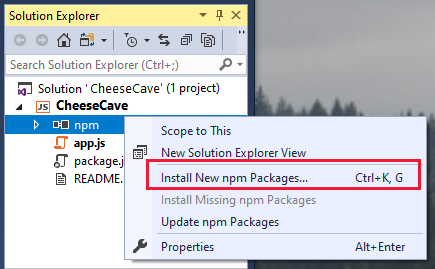 Solution Explorer
Search Solution Explorer (Ctrl+;)
Solution 'CheeseCave' (1 project)
JS CheeseCave
npm
app.js
package.j
README.
Scope to This
New Solution Explorer View
Install New npm Packages... Ctrl+K, G
Install Missing npm Packages
Update npm Packages
Properties Alt+Enter